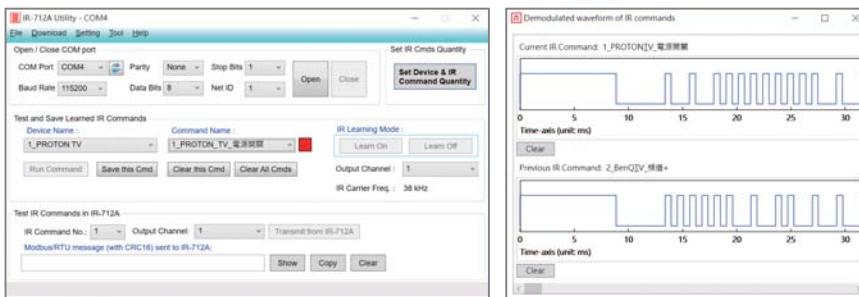 IR-712A Utility - COM4
File Download Setting Tool Help
Open / Close COM port
COM Port COM4 Parity None Stop Bits 1
Open Close
Baud Rate 115200 Data Bits 8 Net ID 1
Set IR Cmds Quantity
Set Device & IR
Command Quantity
Test and Save Learned IR Commands
Device Name : Command Name :
1_PROTON TV 1_PROTON_TV_電源開關
Run Command Save this Cmd Clear this Cmd Clear All Cmds
IR Learning Mode :
Learn On Learn Off
Output Channel : 1
IR Carrier Freq. : 38 kHz
Test IR Commands in IR-712A
IR Command No.: 1 Output Channel: 1 Transmit from IR-712A
Modbus/RTU message (with CRC16) sent to IR-712A:
Show Copy Clear
Demodulated waveform of IR commands
Current IR Command: 1_PROTON_TV_電源開關
0 5 10 15 20 25 30
Time-axis (unit: ms)
Clear
Previous IR Command: 2_BenQ_TV_頻道+
0 5 10 15 20 25 30
Time-axis (unit: ms)
Clear